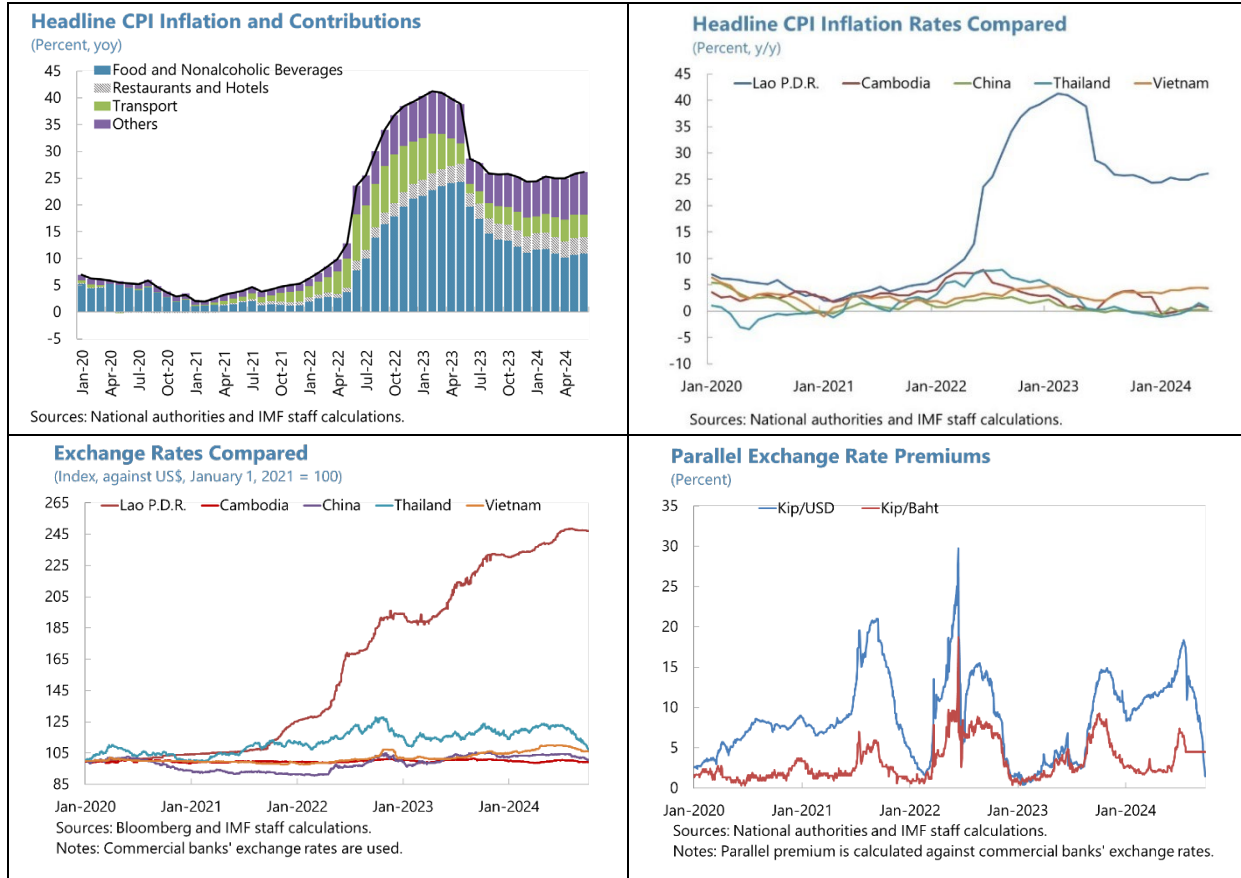 Headline CPI Inflation and Contributions
(Percent, yoy)
45
40
35
30
25
20
15
10
5
0
-5
Food and Nonalcoholic Beverages
Restaurants and Hotels
Transport
Others
Jan-20
Apr-20
Jul-20
Oct-20
Jan-21
Apr-21
Jul-21
Oct-21
Jan-22
Apr-22
Jul-22
Oct-22
Jan-23
Apr-23
Jul-23
Oct-23
Jan-24
Apr-24
Sources: National authorities and IMF staff calculations.
Headline CPI Inflation Rates Compared
(Percent, y/y)
45
40
35
30
25
20
15
10
5
0
-5
-10
Lao P.D.R. Cambodia China Thailand Vietnam
Jan-2020 Jan-2021 Jan-2022 Jan-2023 Jan-2024
Sources: National authorities and IMF staff calculations.
Exchange Rates Compared
(Index, against US$, January 1, 2021 = 100)
265
245
225
205
185
165
145
125
105
85
Lao P.D.R. Cambodia China Thailand Vietnam
Jan-2020 Jan-2021 Jan-2022 Jan-2023 Jan-2024
Sources: Bloomberg and IMF staff calculations.
Notes: Commercial banks' exchange rates are used.
Parallel Exchange Rate Premiums
(Percent)
35
30
25
20
15
10
5
0
Kip/USD Kip/Baht
Jan-2020 Jan-2021 Jan-2022 Jan-2023 Jan-2024
Sources: National authorities and IMF staff calculations.
Notes: Parallel premium is calculated against commercial banks' exchange rates.